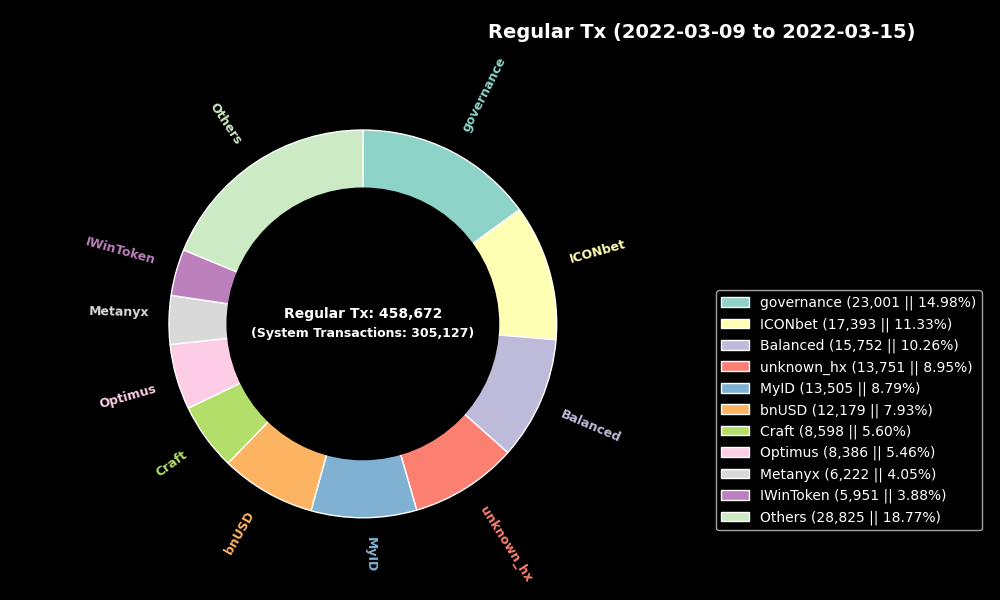 Regular Tx (2022-03-09 to 2022-03-15)
governance
Others
ICONbet
IWinToken
Metanyx
Regular Tx: 458,672
(System Transactions: 305,127)
Optimus
Balanced
Craft
bnUSD
MyID
unknown_hx
governance (23,001 || 14.98%)
ICONbet (17,393 || 11.33%)
Balanced (15,752 || 10.26%)
unknown_hx (13,751 || 8.95%)
MyID (13,505 || 8.79%)
bnUSD (12,179 || 7.93%)
Craft (8,598 || 5.60%)
Optimus (8,386 || 5.46%)
Metanyx (6,222 || 4.05%)
IWinToken (5,951 || 3.88%)
Others (28,825 || 18.77%)